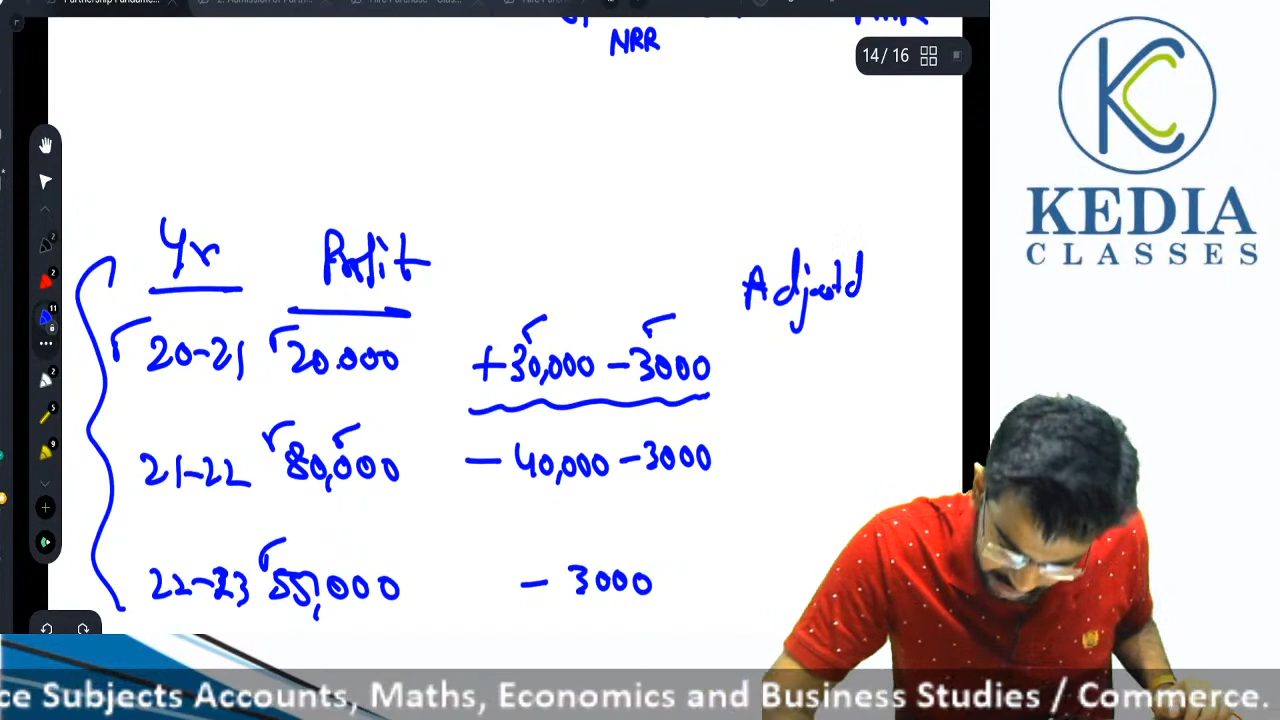 NRR
14/16
KEDIA
CLASSES
Yr Profit Adjustd
20-21 20.000 +30,000 -3000
21-22 80,000 - 40,000 -3000
22-23 55,000 - 3000
ce Subjects Accounts, Maths, Economics and Business Studies / Commerce.